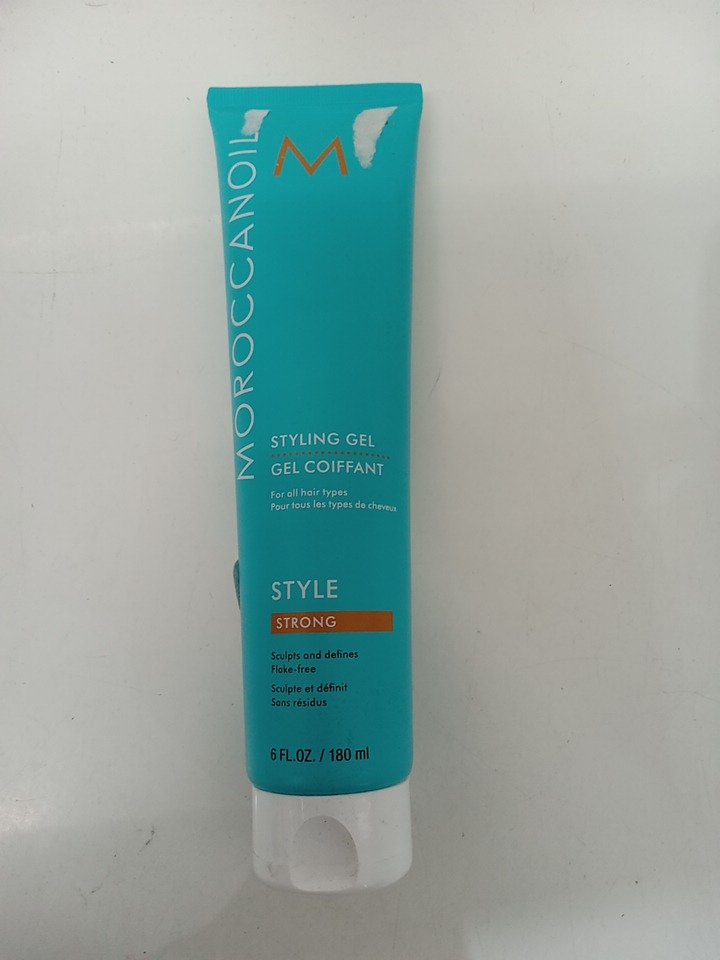 M
MOROCCANOIL
STYLING GEL
GEL COIFFANT
For all hair types
Pour tous les types de cheveux
STYLE
STRONG
Sculpts and defines
Flake-free
Sculpte et définit
Sans résidus
6 FL.OZ. / 180 ml